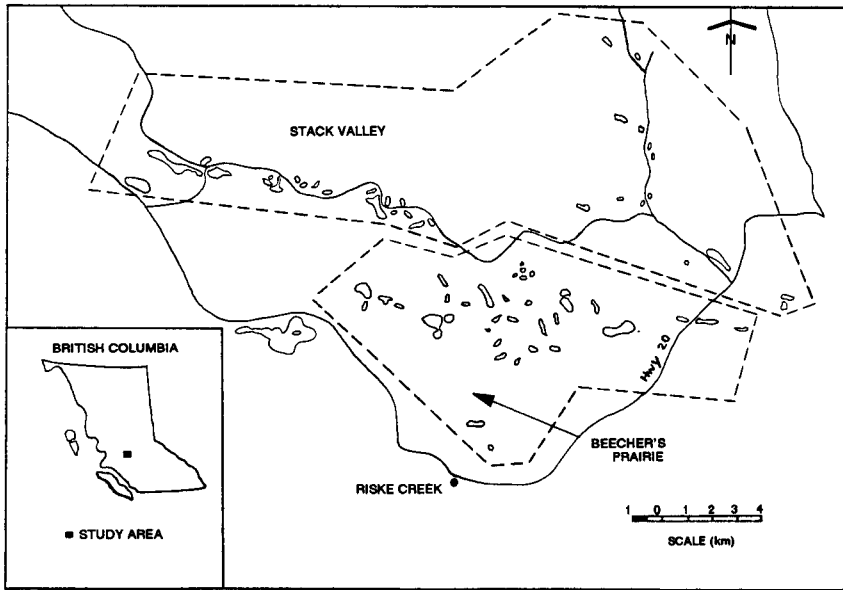 N
STACK VALLEY
BRITISH COLUMBIA
Hwy 20
BEECHER'S
PRAIRIE
RISKE CREEK
STUDY AREA
1 0 1 2 3 4
SCALE (km)